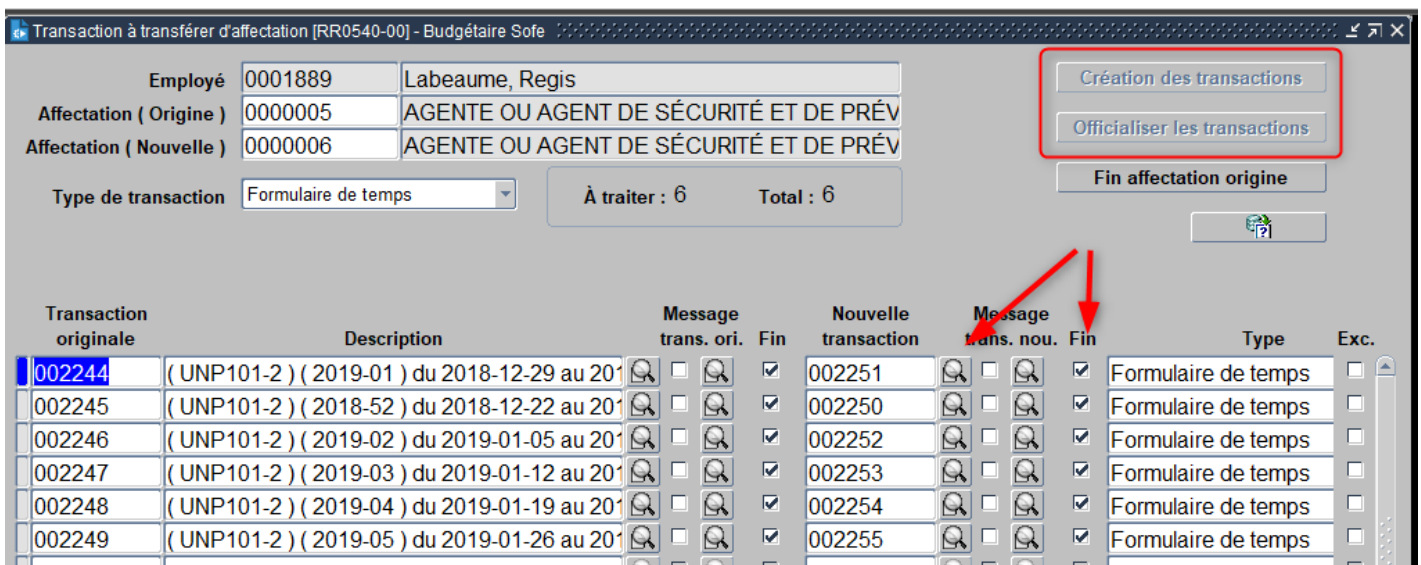 Transaction à transférer d'affectation [RR0540-00] - Budgétaire Sofe
Employé 0001889 Labeaume, Regis
Création des transactions
Affectation ( Origine ) 0000005 AGENTE OU AGENT DE SÉCURITÉ ET DE PRÉV
Officialiser les transactions
Affectation ( Nouvelle ) 0000006 AGENTE OU AGENT DE SÉCURITÉ ET DE PRÉV
Fin affectation origine
Type de transaction Formulaire de temps À traiter : 6 Total : 6
Transaction Message Nouvelle Message
originale Description trans. ori. Fin transaction trans. nou. Fin Type Exc.
002244 ( UNP101-2 ) ( 2019-01 ) du 2018-12-29 au 201 002251 Formulaire de temps
002245 ( UNP101-2 ) ( 2018-52 ) du 2018-12-22 au 201 002250 Formulaire de temps
002246 ( UNP101-2 ) ( 2019-02 ) du 2019-01-05 au 201 002252 Formulaire de temps
002247 ( UNP101-2 ) ( 2019-03 ) du 2019-01-12 au 201 002253 Formulaire de temps
002248 ( UNP101-2 ) ( 2019-04 ) du 2019-01-19 au 201 002254 Formulaire de temps
002249 ( UNP101-2 ) ( 2019-05 ) du 2019-01-26 au 201 002255 Formulaire de temps